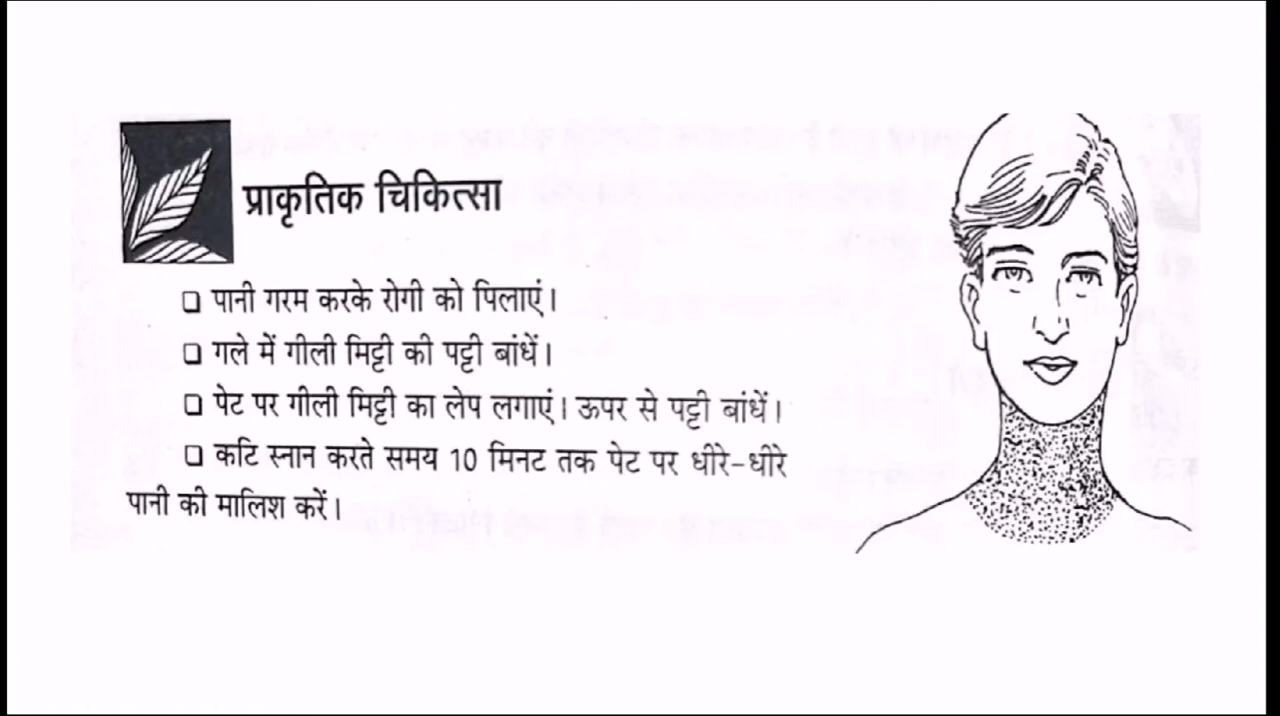 प्राकृतिक चिकित्सा
❑ पानी गरम करके रोगी को पिलाएं।
❑ गले में गीली मिट्टी की पट्टी बांधें।
❑ पेट पर गीली मिट्टी का लेप लगाएं। ऊपर से पट्टी बांधें।
❑ कटि स्नान करते समय 10 मिनट तक पेट पर धीरे-धीरे
पानी की मालिश करें।